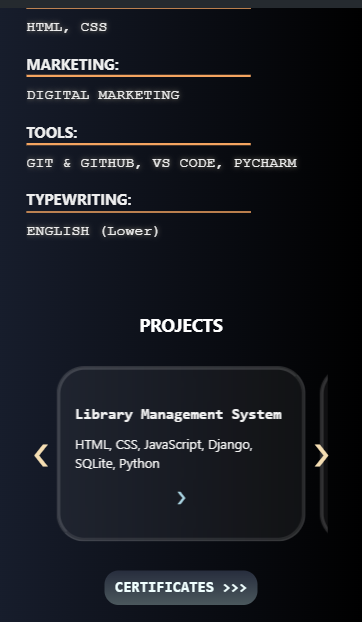 HTML, CSS
MARKETING:
DIGITAL MARKETING
TOOLS:
GIT & GITHUB, VS CODE, PYCHARM
TYPEWRITING:
ENGLISH (Lower)
PROJECTS
Library Management System
HTML, CSS, JavaScript, Django,
SQLite, Python
❮
❯
›
CERTIFICATES >>>